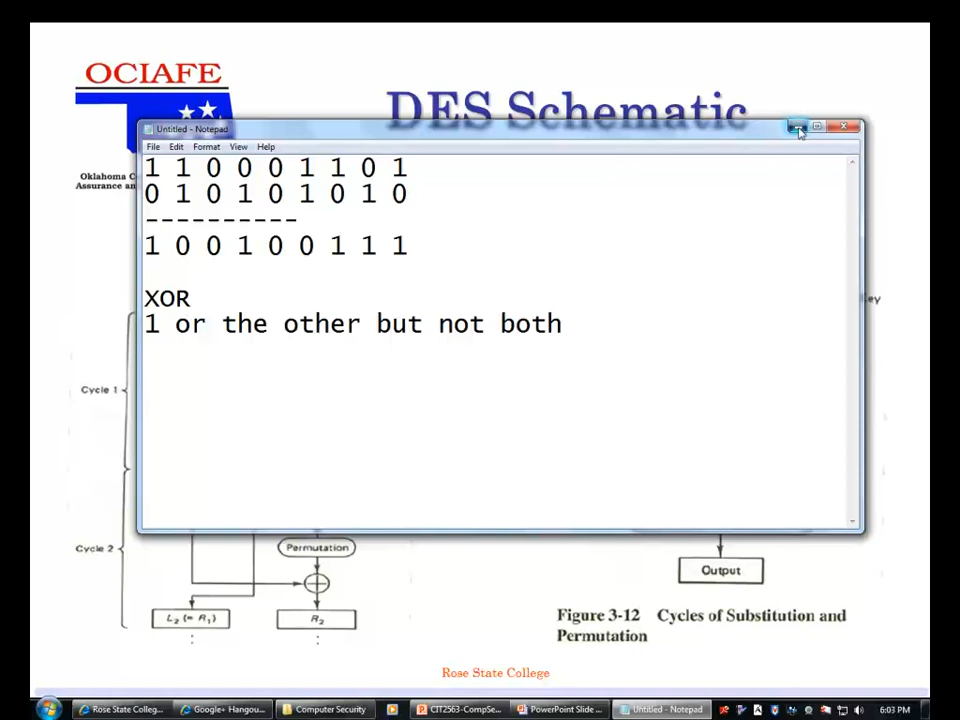 OCIAFE
DES Schematic
Untitled - Notepad
File Edit Format View Help
Oklahoma C
Assurance an
1 1 0 0 0 1 1 0 1
0 1 0 1 0 1 0 1 0
----------
1 0 0 1 0 0 1 1 1
XOR
1 or the other but not both
Cycle 1
Cycle 2
Permutation
L₂ (= R₁)
R₂
Output
Figure 3-12 Cycles of Substitution and
Permutation
Rose State College
Rose State Colleg...
Google+ Hangou...
Computer Security
CIT2563-CompSe...
PowerPoint Slide ...
Untitled - Notepad
6:03 PM